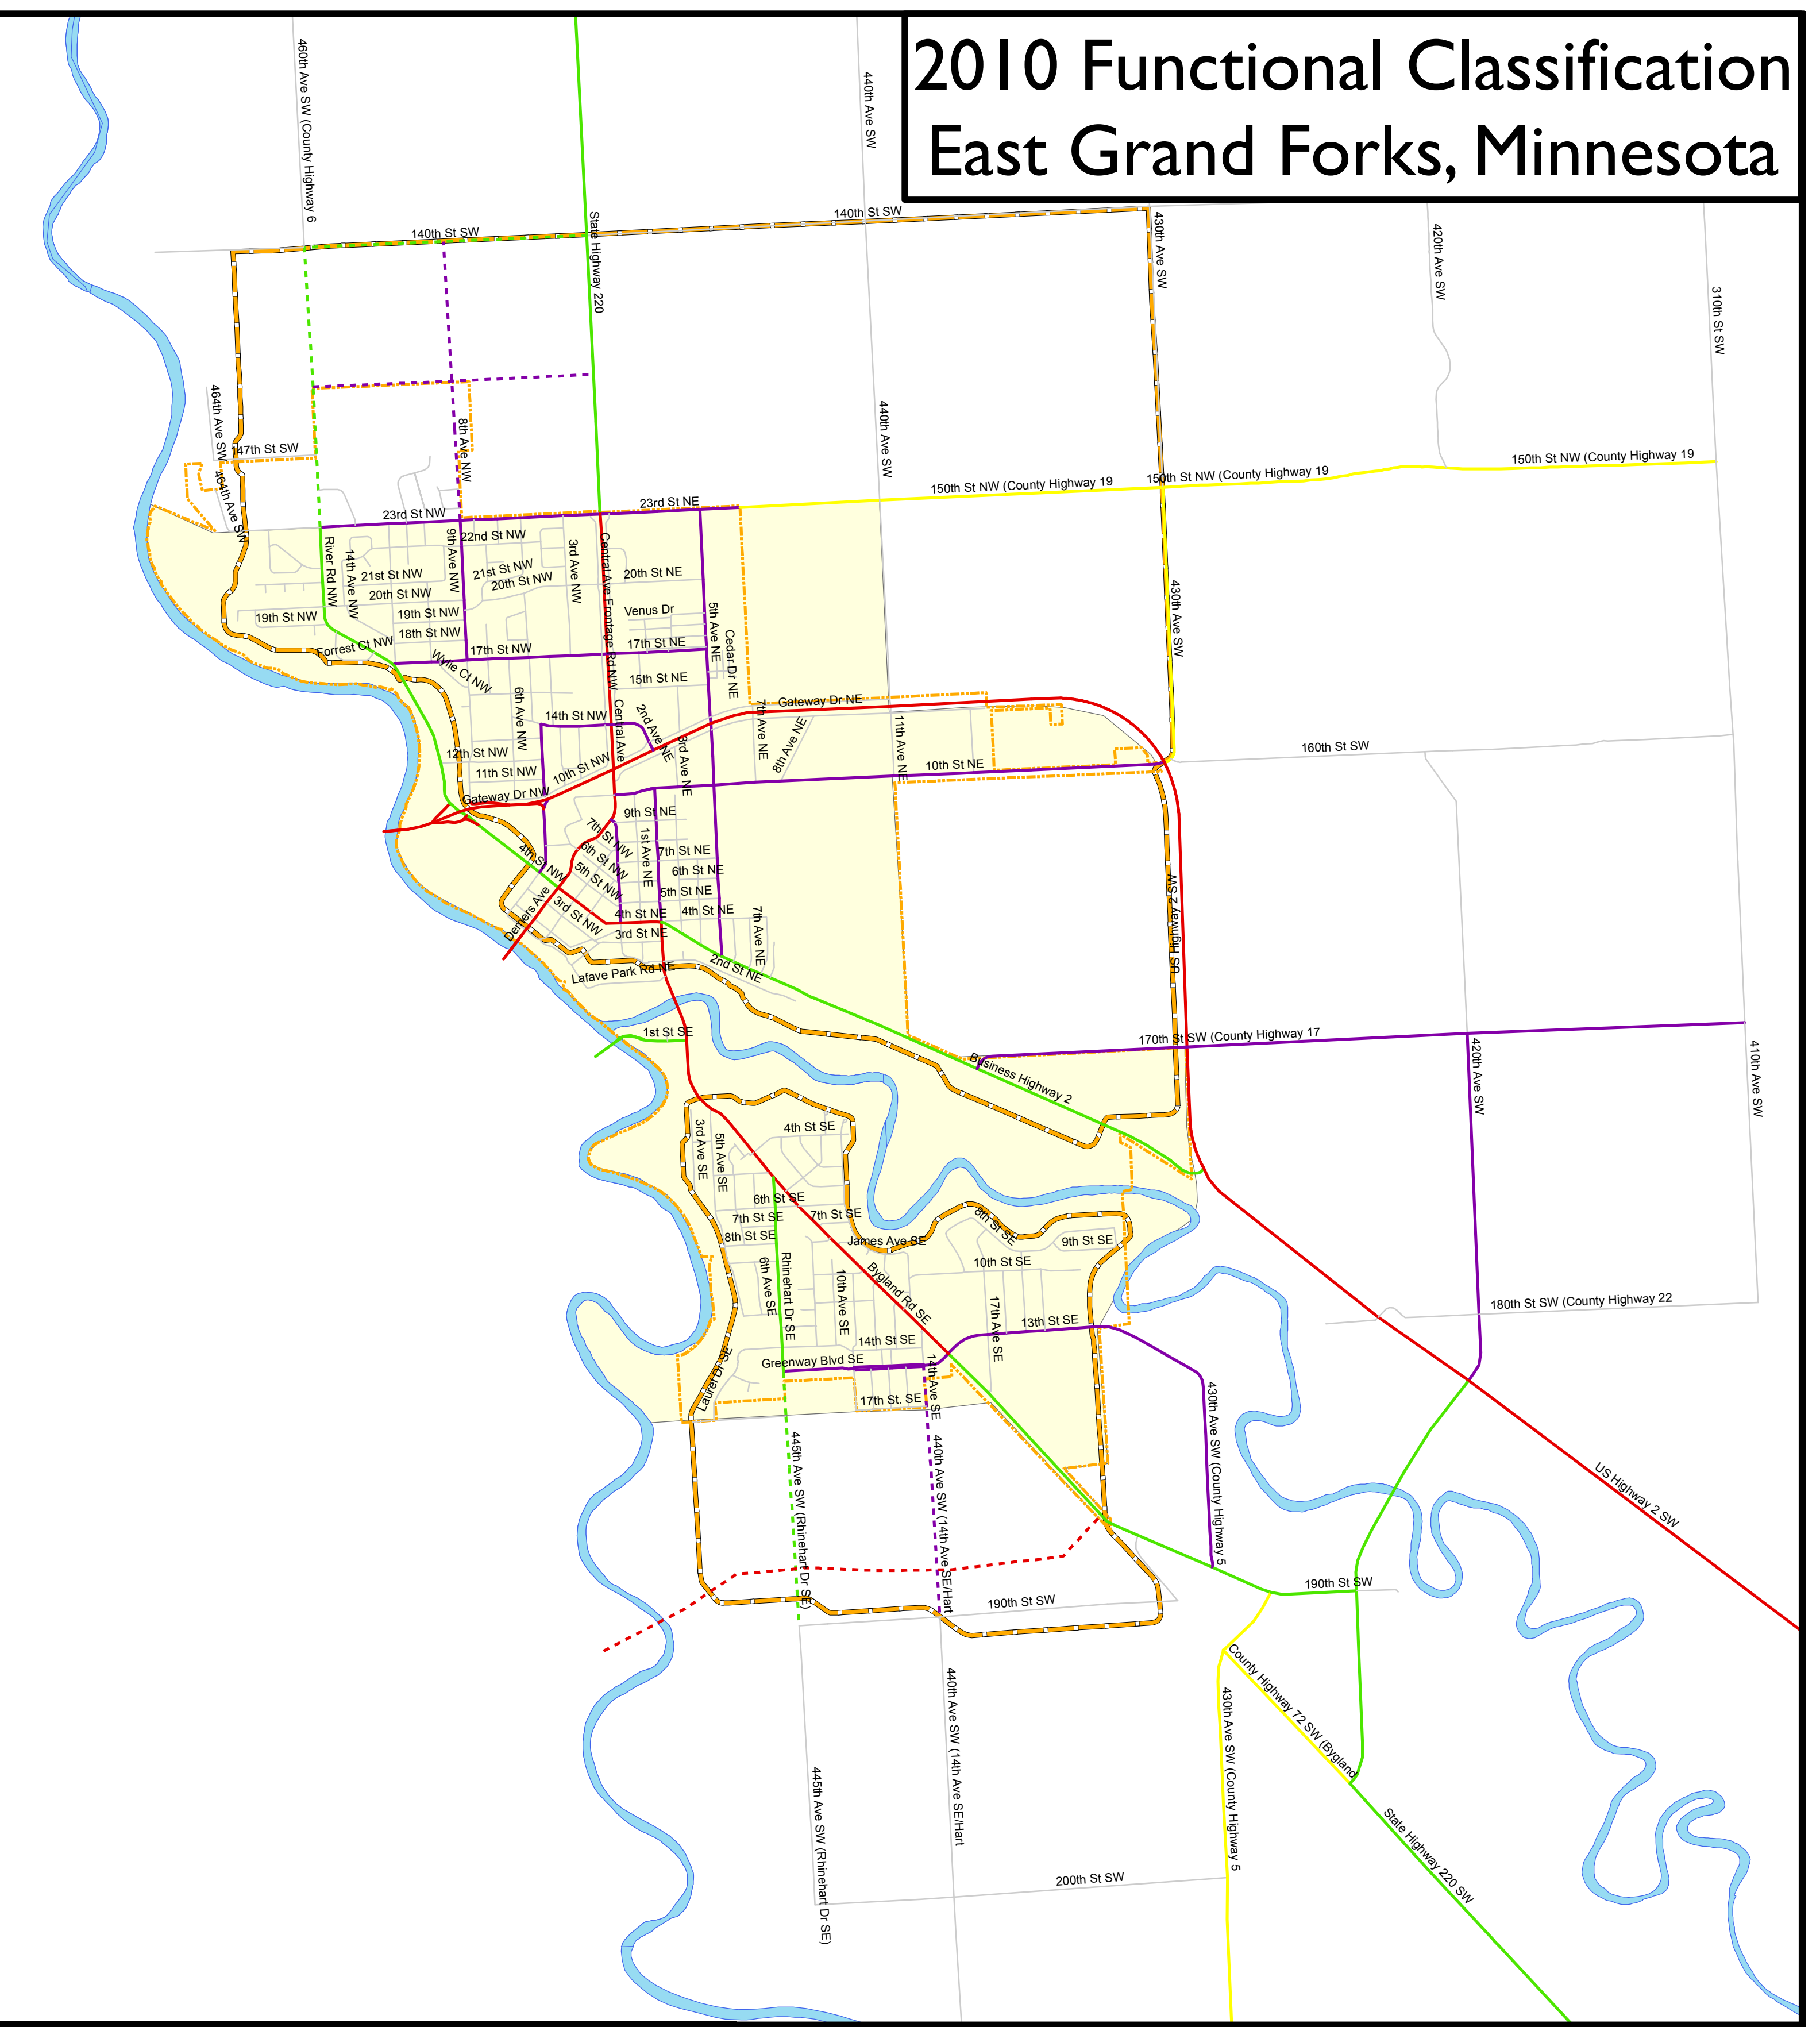 2010 Functional Classification
East Grand Forks, Minnesota
460th Ave SW (County Highway 6
440th Ave SW
State Highway 220
140th St SW
140th St SW
430th Ave SW
420th Ave SW
310th St SW
464th Ave SW
147th St SW
464th Ave SW
8th Ave NW
440th Ave SW
150th St NW (County Highway 19
150th St NW (County Highway 19
150th St NW (County Highway 19
23rd St NE
23rd St NW
22nd St NW
River Rd NW
14th Ave NW
9th Ave NW
3rd Ave NW
Central Ave Frontage Rd NW
21st St NW
21st St NW
20th St NW
20th St NE
20th St NW
19th St NW
19th St NW
18th St NW
Venus Dr
5th Ave NE
Cedar Dr NE
430th Ave SW
Forrest Ct NW
Wylie Ct NW
17th St NW
17th St NE
15th St NE
6th Ave NW
14th St NW
Central Ave
2nd Ave NE
3rd Ave NE
Gateway Dr NE
7th Ave NE
8th Ave NE
11th Ave NE
160th St SW
12th St NW
11th St NW
10th St NW
10th St NE
Gateway Dr NW
9th St NE
7th St NW
6th St NW
5th St NW
1st Ave NE
7th St NE
6th St NE
5th St NE
4th St NW
Demers Ave
3rd St NW
4th St NE
4th St NE
3rd St NE
7th Ave NE
US Highway 2 SW
Lafave Park Rd NE
2nd St NE
1st St SE
Business Highway 2
170th St SW (County Highway 17
420th Ave SW
410th Ave SW
3rd Ave SE
5th Ave SE
4th St SE
6th St SE
7th St SE
7th St SE
8th St SE
James Ave SE
8th St SE
9th St SE
10th St SE
6th Ave SE
Rhinehart Dr SE
10th Ave SE
Bygland Rd SE
17th Ave SE
13th St SE
180th St SW (County Highway 22
14th St SE
Greenway Blvd SE
14th Ave SE
Laurel Dr SE
17th St. SE
430th Ave SW (County Highway 5
445th Ave SW (Rhinehart Dr SE)
440th Ave SW (14th Ave SE/Hart
US Highway 2 SW
190th St SW
190th St SW
County Highway 72 SW (Bygland
430th Ave SW (County Highway 5
440th Ave SW (14th Ave SE/Hart
445th Ave SW (Rhinehart Dr SE)
State Highway 220 SW
200th St SW